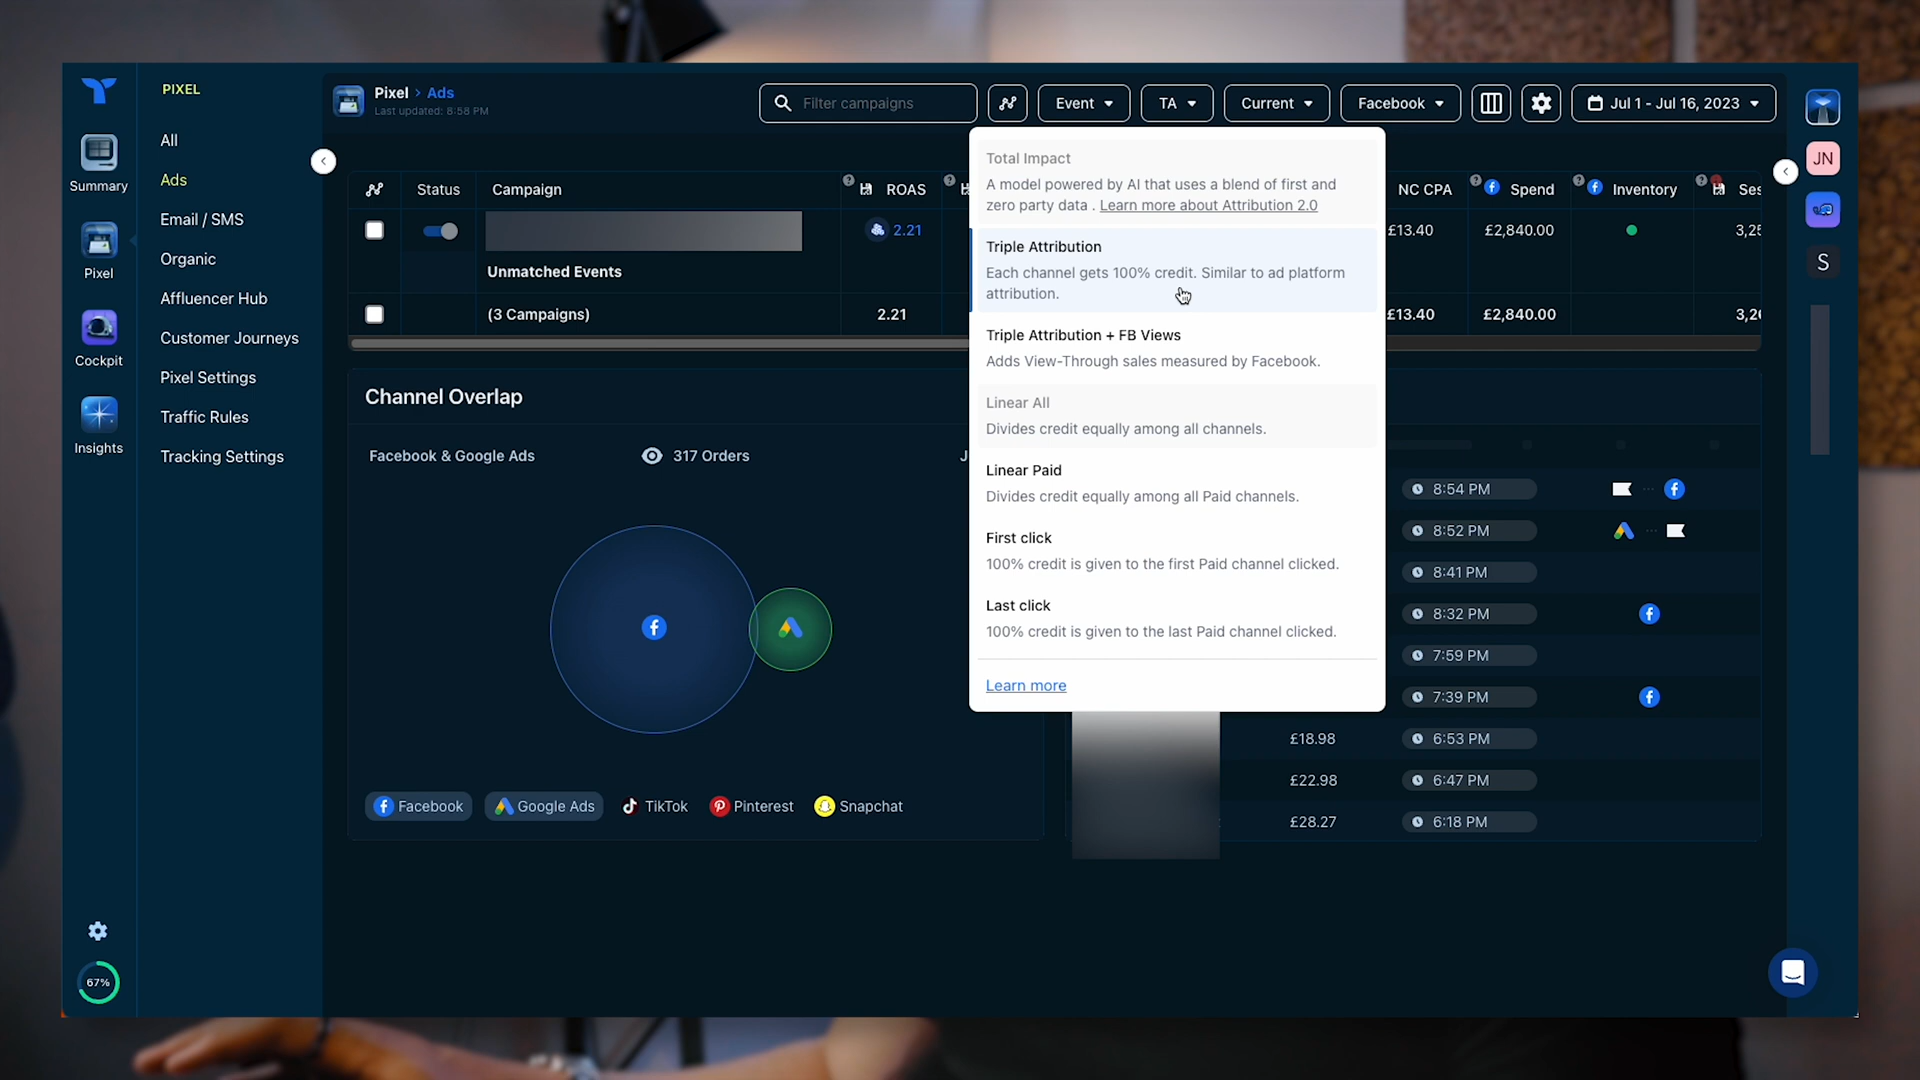 PIXEL
All
Ads
Email / SMS
Organic
Affluencer Hub
Customer Journeys
Pixel Settings
Traffic Rules
Tracking Settings
Summary
Pixel
Cockpit
Insights
67%
Pixel > Ads
Last updated: 8:58 PM
Filter campaigns
Event
TA
Current
Facebook
Jul 1 - Jul 16, 2023
JN
S
Status Campaign ROAS NC CPA Spend Inventory Ses
2.21 £13.40 £2,840.00 3,25
Unmatched Events
(3 Campaigns) 2.21 £13.40 £2,840.00
Total Impact
A model powered by AI that uses a blend of first and
zero party data . Learn more about Attribution 2.0
Triple Attribution
Each channel gets 100% credit. Similar to ad platform
attribution.
Triple Attribution + FB Views
Adds View-Through sales measured by Facebook.
Linear All
Divides credit equally among all channels.
Linear Paid
Divides credit equally among all Paid channels.
First click
100% credit is given to the first Paid channel clicked.
Last click
100% credit is given to the last Paid channel clicked.
Learn more
Channel Overlap
Facebook & Google Ads 317 Orders
Facebook Google Ads TikTok Pinterest Snapchat
8:54 PM
8:52 PM
8:41 PM
8:32 PM
7:59 PM
7:39 PM
£18.98 6:53 PM
£22.98 6:47 PM
£28.27 6:18 PM